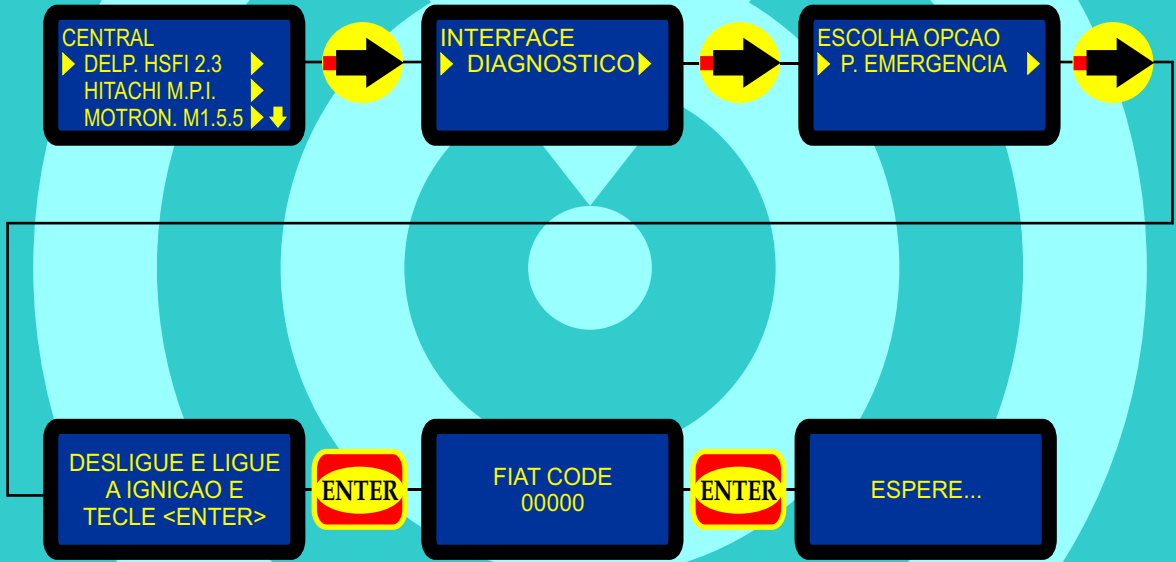 CENTRAL
DELP. HSFI 2.3
HITACHI M.P.I.
MOTRON. M1.5.5
INTERFACE
DIAGNOSTICO
ESCOLHA OPCAO
P. EMERGENCIA
DESLIGUE E LIGUE
A IGNICAO E
TECLE <ENTER>
ENTER
FIAT CODE
00000
ENTER
ESPERE...